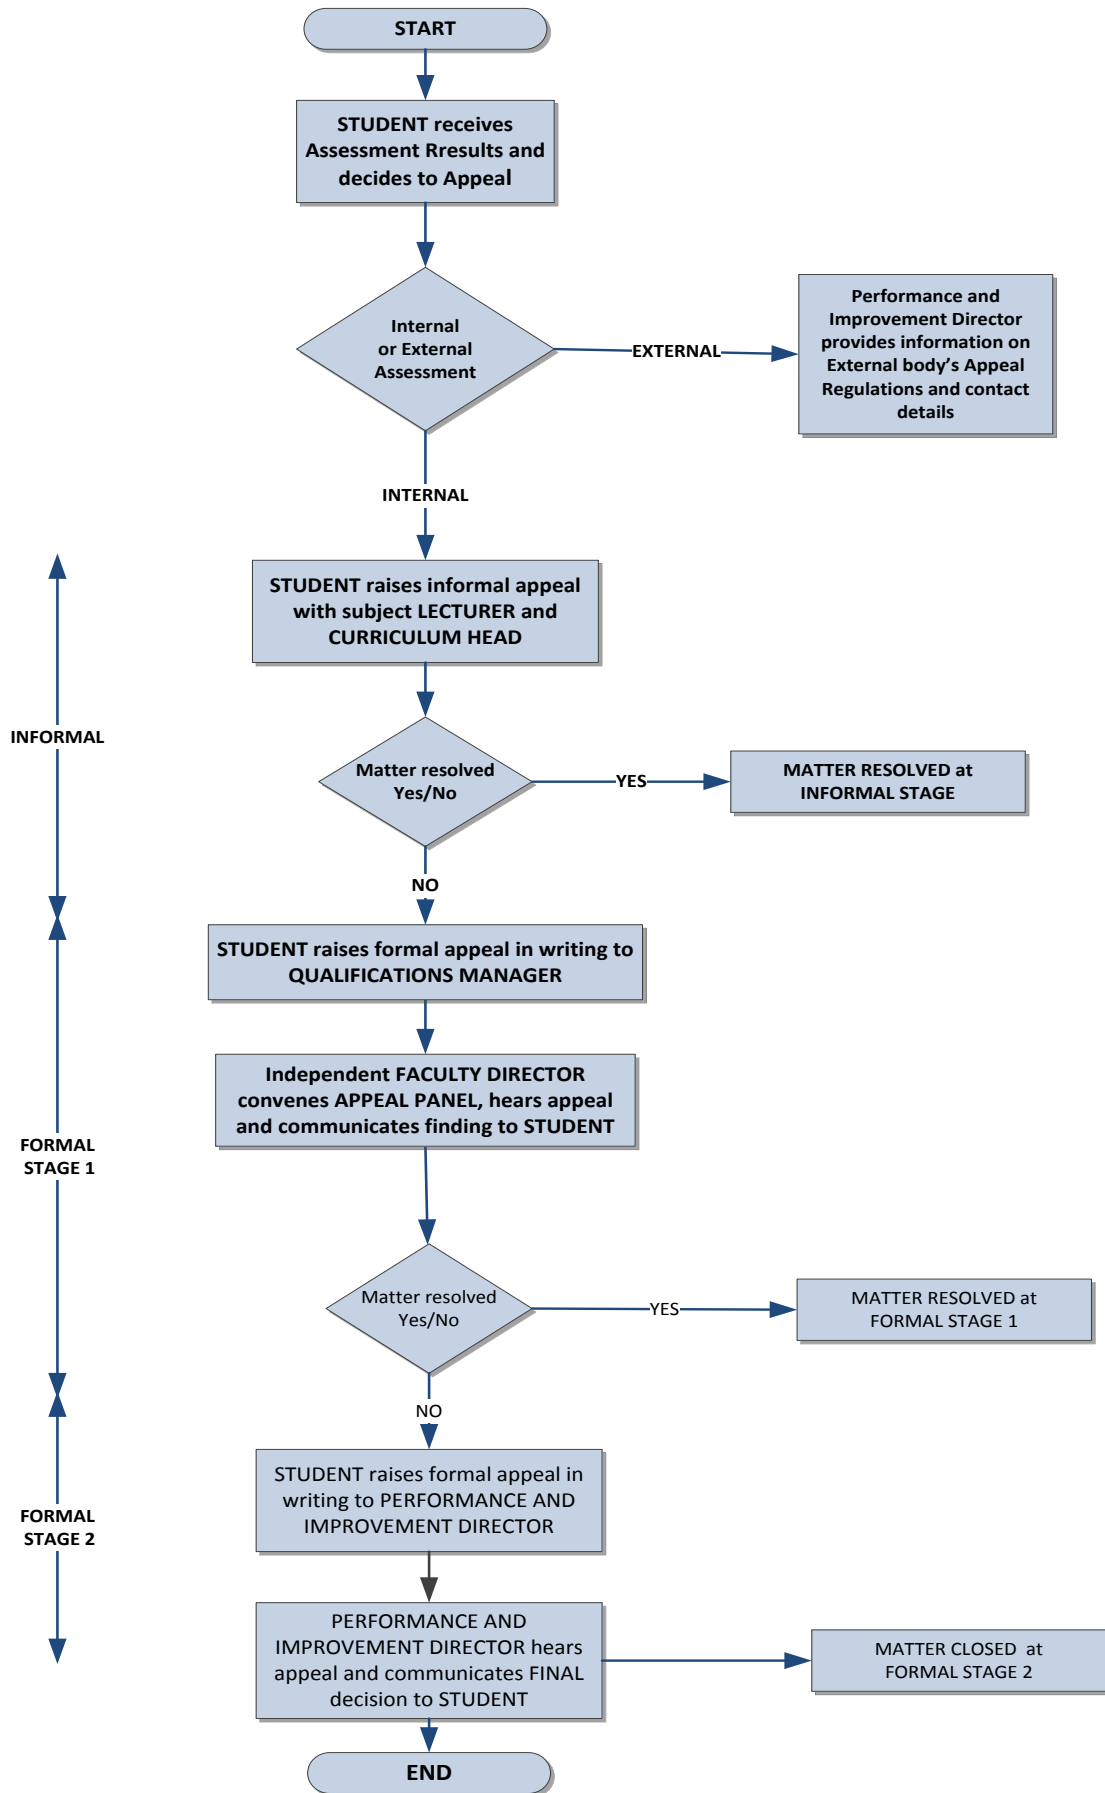 START
STUDENT receives
Assessment Rresults and
decides to Appeal
Internal
or External
Assessment
EXTERNAL
Performance and
Improvement Director
provides information on
External body's Appeal
Regulations and contact
details
INTERNAL
STUDENT raises informal appeal
with subject LECTURER and
CURRICULUM HEAD
INFORMAL
Matter resolved
Yes/No
YES
MATTER RESOLVED at
INFORMAL STAGE
NO
STUDENT raises formal appeal in writing to
QUALIFICATIONS MANAGER
Independent FACULTY DIRECTOR
convenes APPEAL PANEL, hears appeal
and communicates finding to STUDENT
FORMAL
STAGE 1
Matter resolved
Yes/No
YES
MATTER RESOLVED at
FORMAL STAGE 1
NO
STUDENT raises formal appeal in
writing to PERFORMANCE AND
IMPROVEMENT DIRECTOR
FORMAL
STAGE 2
PERFORMANCE AND
IMPROVEMENT DIRECTOR hears
appeal and communicates FINAL
decision to STUDENT
MATTER CLOSED at
FORMAL STAGE 2
END